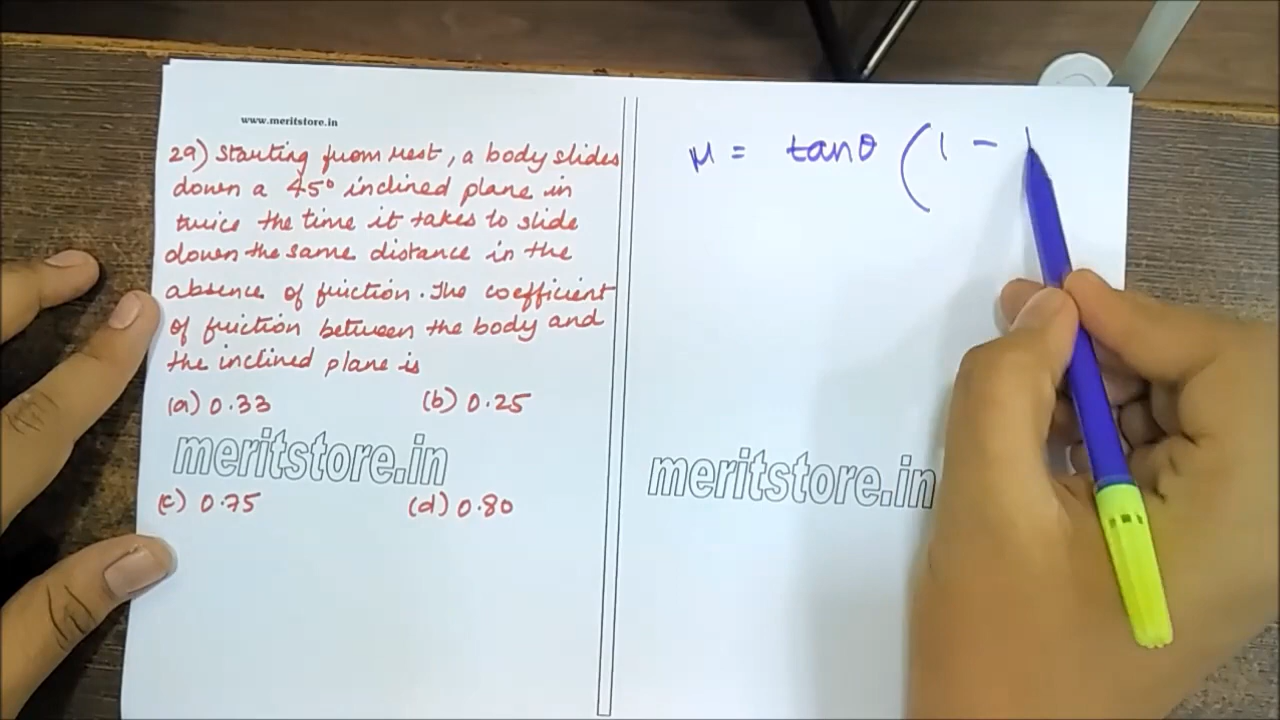 www.meritstore.in
29) Starting from rest, a body slides
down a 45° inclined plane in
twice the time it takes to slide
down the same distance in the
absence of friction. The coefficient
of friction between the body and
the inclined plane is
(a) 0.33 (b) 0.25
meritstore.in
(c) 0.75 (d) 0.80
μ = tanθ (1 - 1
meritstore.in